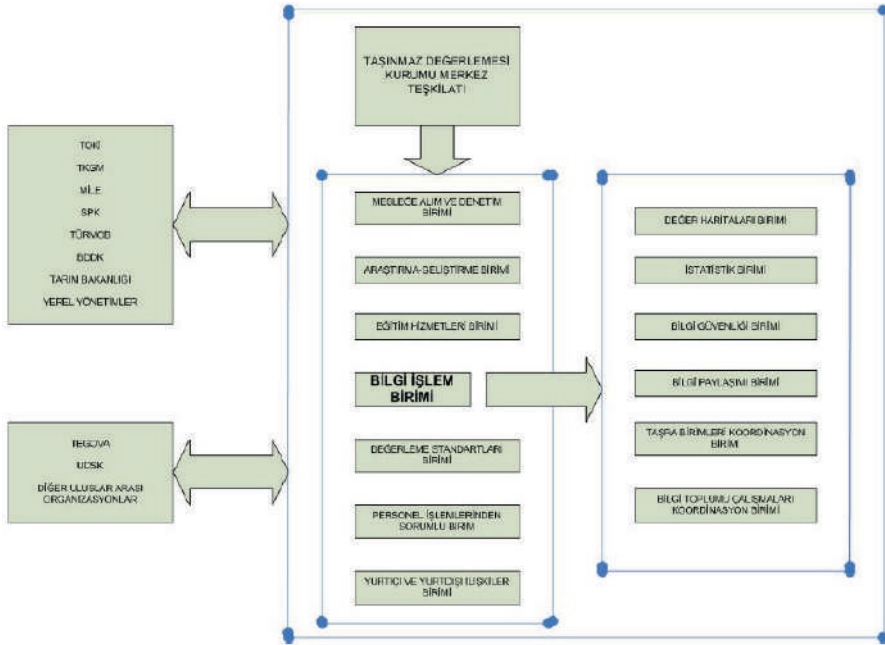 TAŞINMAZ DEĞERLEMESİ
KURUMU MERKEZ
TEŞKİLATI
TOKİ
TKGM
MİLE
SPK
TÜRMOB
BDDK
TARIN BAKANLIĞI
YEREL YÖNETİMLER
TEGOVA
UDSK
DİĞER ULUSLAR ARASI
ORGANİZASYONLAR
MESLEĞE ALIM VE DENETİM
BİRİMİ
ARAŞTIRNA-GELİŞTİRME BİRİMİ
EĞİTİM HİZMETLERİ BİRİMİ
BİLGİ İŞLEM
BİRİMİ
DEĞERLEME STANDARTLARI
BİRİMİ
PERSONEL İŞLEMLERİNDEN
SORUMLU BİRİM
YURTİÇİ VE YURTDIŞI İLİŞKİLER
BİRİMİ
DEĞER HARİTALARI BİRİMİ
İSTATİSTİK BİRİMİ
BİLGİ GÜVENLİĞİ BİRİMİ
BİLGİ PAYLAŞIMI BİRİMİ
TAŞRA BİRİMLERİ KOORDİNASYON
BİRİMİ
BİLGİ TOPLUMU ÇALIŞMALARI
KOORDİNASYON BİRİMİ